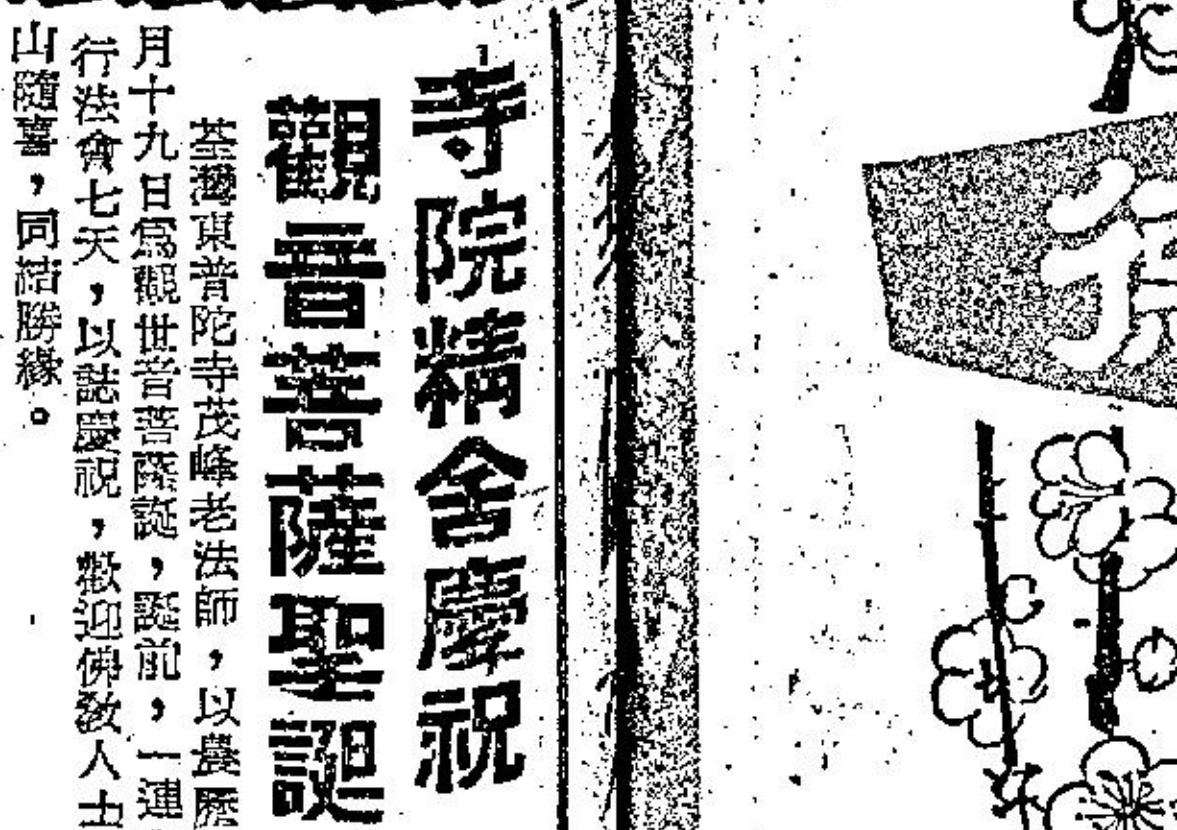 寺院精舍慶祝
觀音菩薩聖誕
荃灣東普陀寺茂峰老法師，以農曆
月十九日爲觀世音菩薩誕，誕前，一連
行法會七天，以誌慶祝，歡迎佛教人士
山隨喜，同結勝緣。